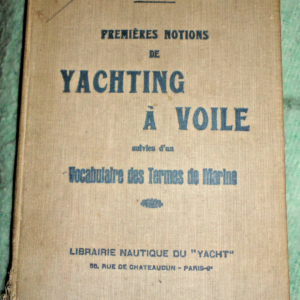 PREMIÈRES NOTIONS
DE
YACHTING
À VOILE
suivies d'un
Vocabulaire des Termes de Marine
LIBRAIRIE NAUTIQUE DU "YACHT"
55, RUE DE CHATEAUDUN - PARIS-9e